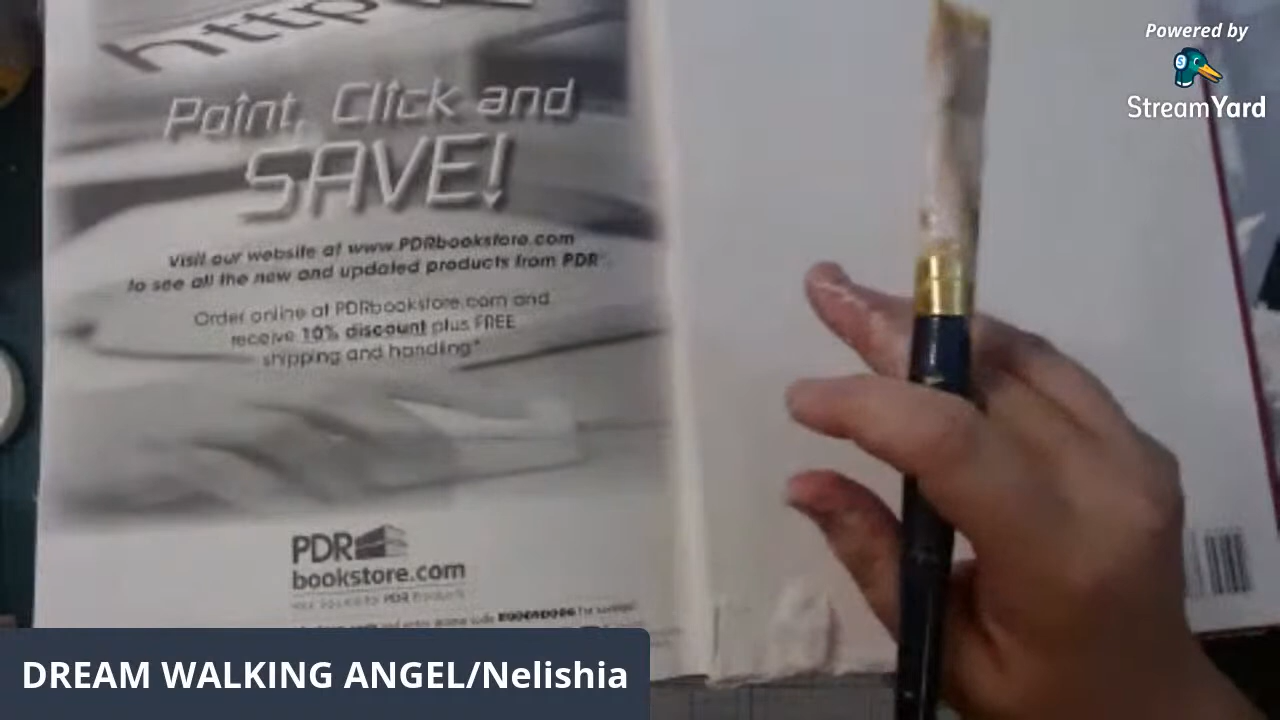 http
Powered by
StreamYard
Point, Click and
SAVE!
Visit our website at www.PDRbookstore.com
to see all the new and updated products from PDR®.
Order online at PDRbookstore.com and
receive 10% discount plus FREE
shipping and handling*
PDR
bookstore.com
DREAM WALKING ANGEL/Nelishia